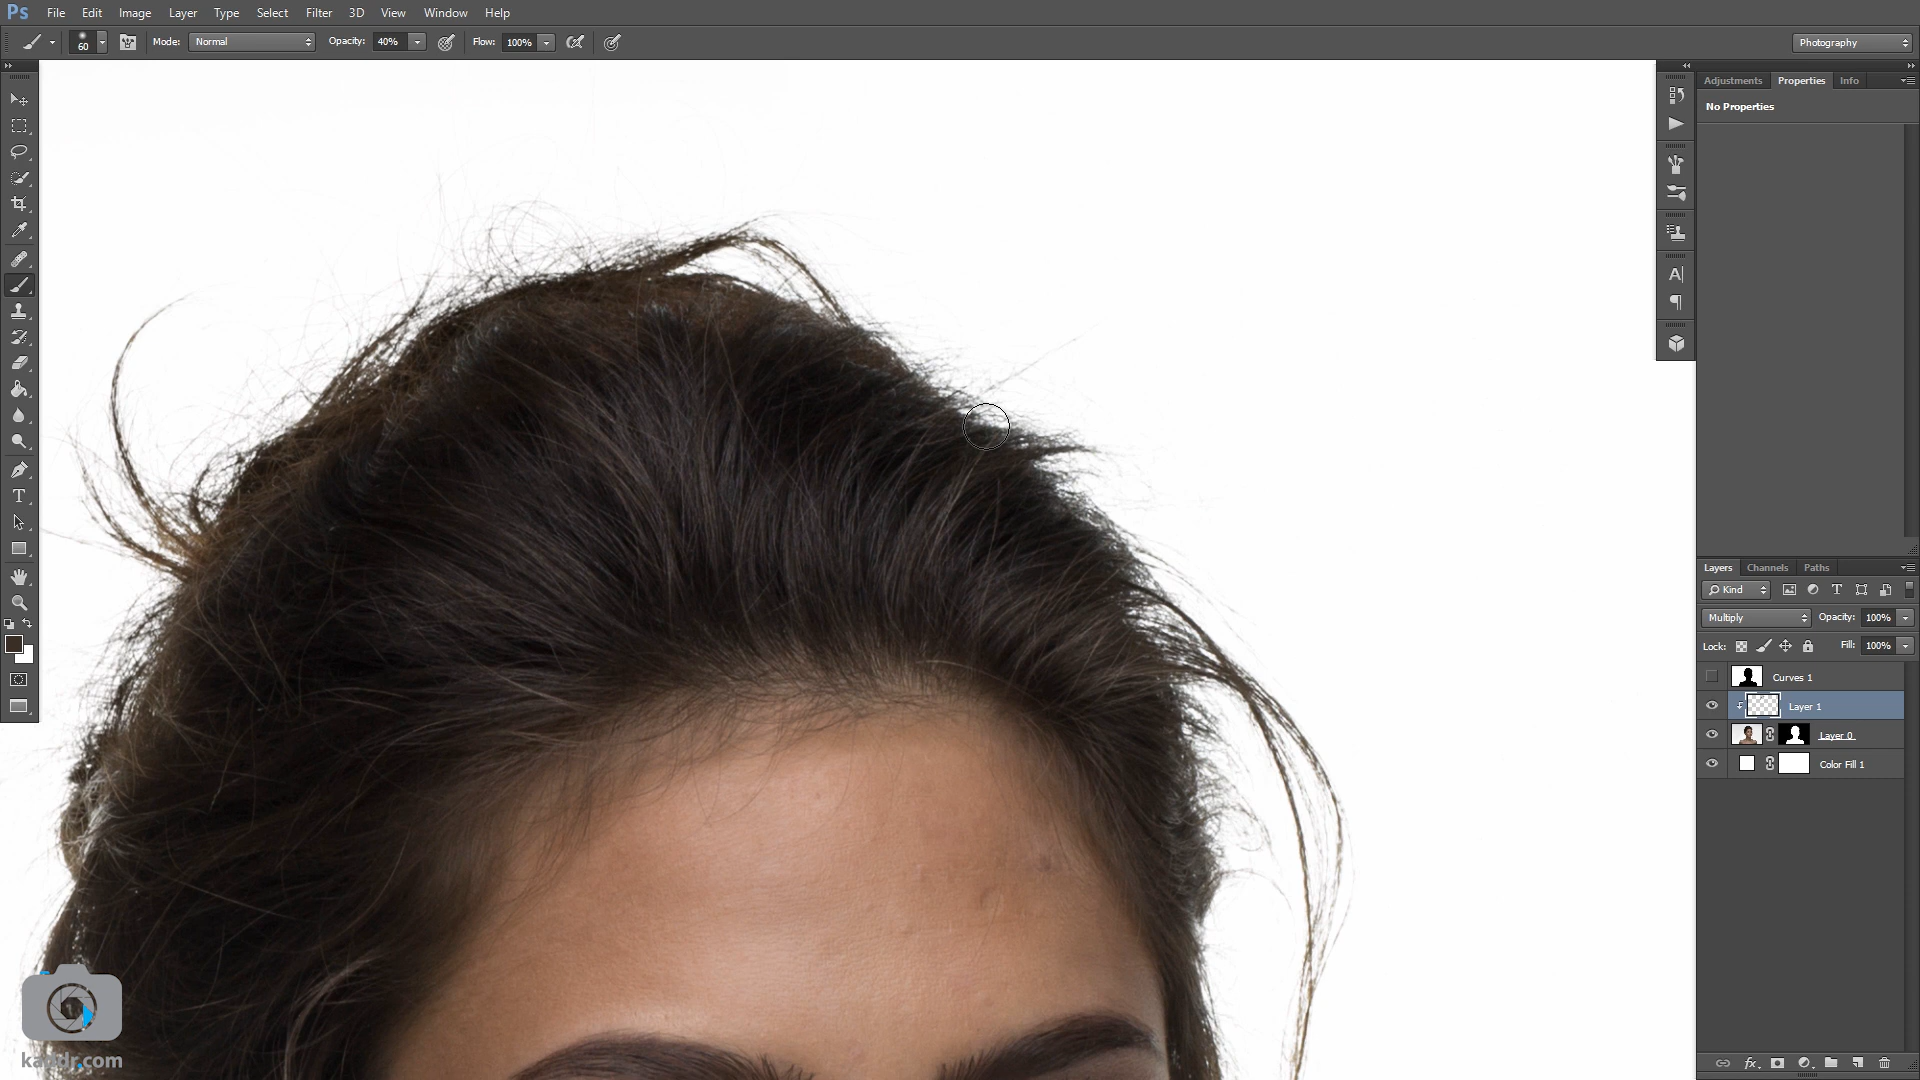 Ps File Edit Image Layer Type Select Filter 3D View Window Help
60 Mode: Normal Opacity: 40% Flow: 100% Photography
Adjustments Properties Info
No Properties
Layers Channels Paths
Kind
Multiply Opacity: 100%
Lock: Fill: 100%
Curves 1
Layer 1
Layer 0
Color Fill 1
kaddr.com